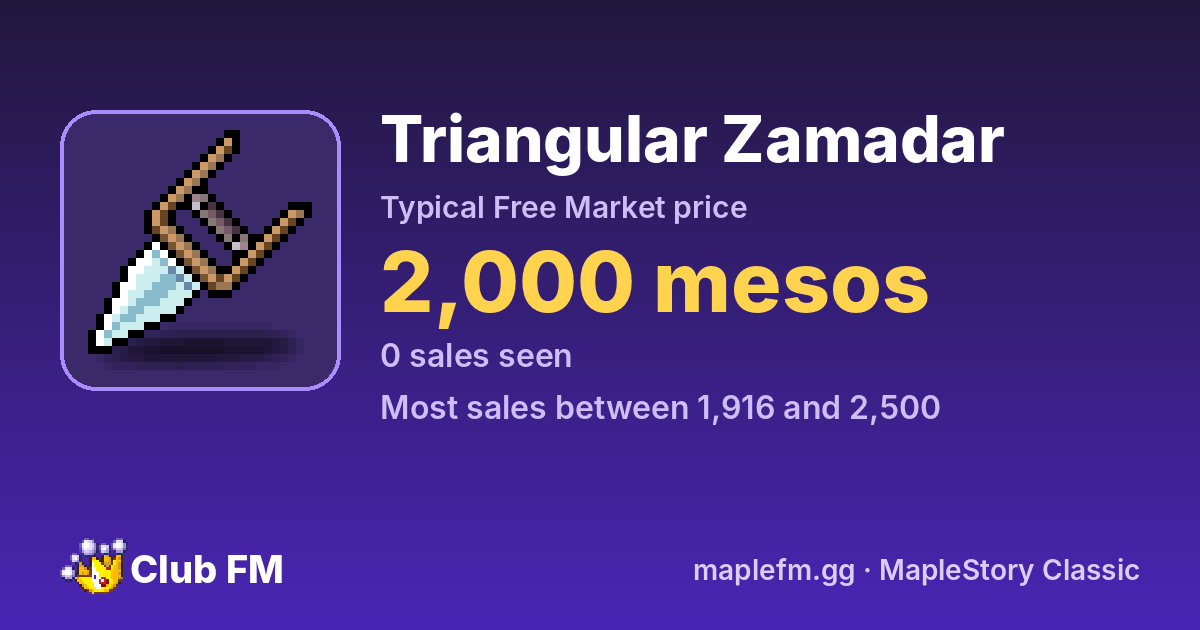 Triangular Zamadar
Typical Free Market price
2,000 mesos
0 sales seen
Most sales between 1,916 and 2,500
Club FM
maplefm.gg · MapleStory Classic